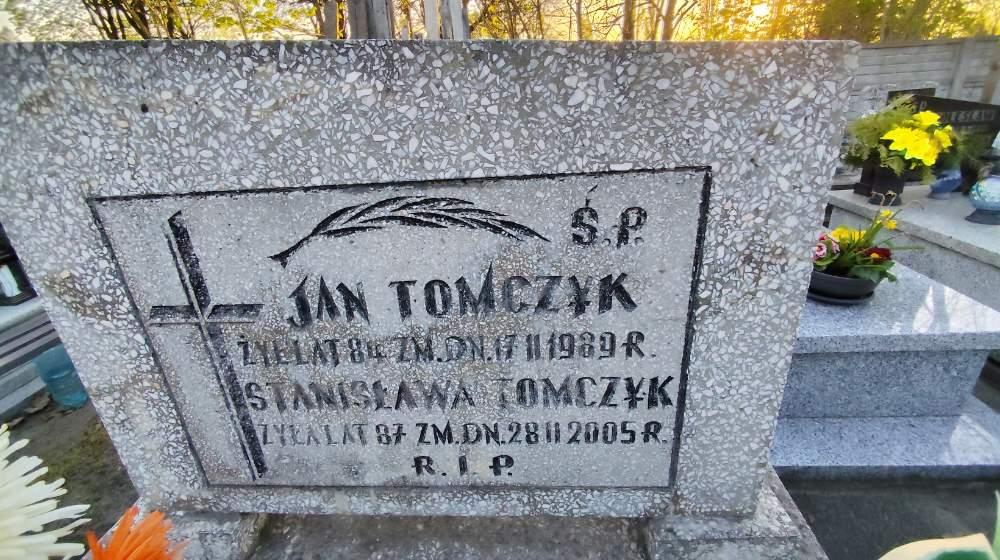 Ś.P.
JAN TOMCZYK
ŻYŁ LAT 84 ZM. DN. 17 II 1989 R.
STANISŁAWA TOMCZYK
ŻYŁA LAT 87 ZM. DN. 28 II 2005 R.
R. I. P.